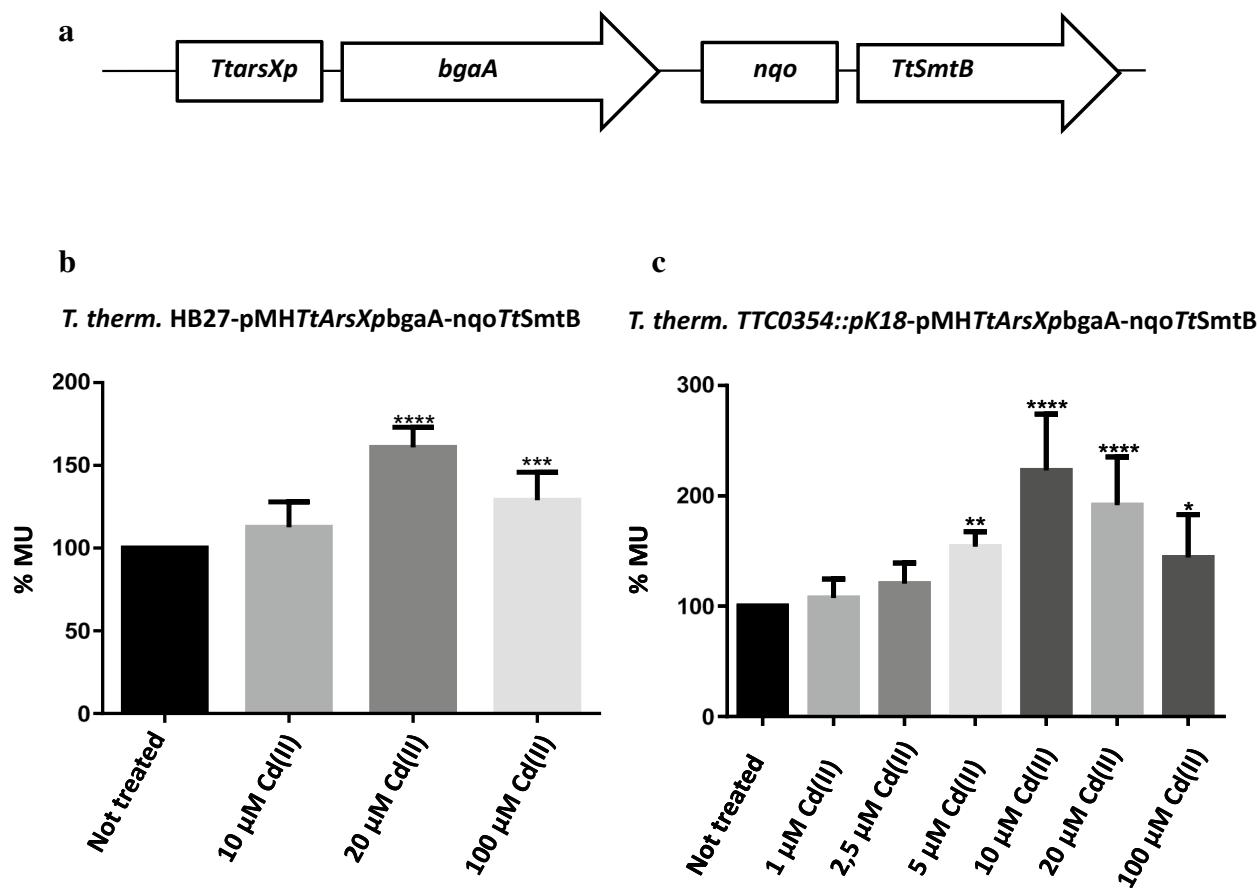 a
TtarsXp
bgaA
nqo
TtSmtB
b
T. therm. HB27-pMHTtArsXpbgaA-nqoTtSmtB
% MU
200
150
100
50
0
****
***
Not treated
10 µM Cd(II)
20 µM Cd(II)
100 µM Cd(II)
c
T. therm. TTC0354::pK18-pMHTtArsXpbgaA-nqoTtSmtB
% MU
300
200
100
0
**
****
****
*
Not treated
1 µM Cd(II)
2,5 µM Cd(II)
5 µM Cd(II)
10 µM Cd(II)
20 µM Cd(II)
100 µM Cd(II)